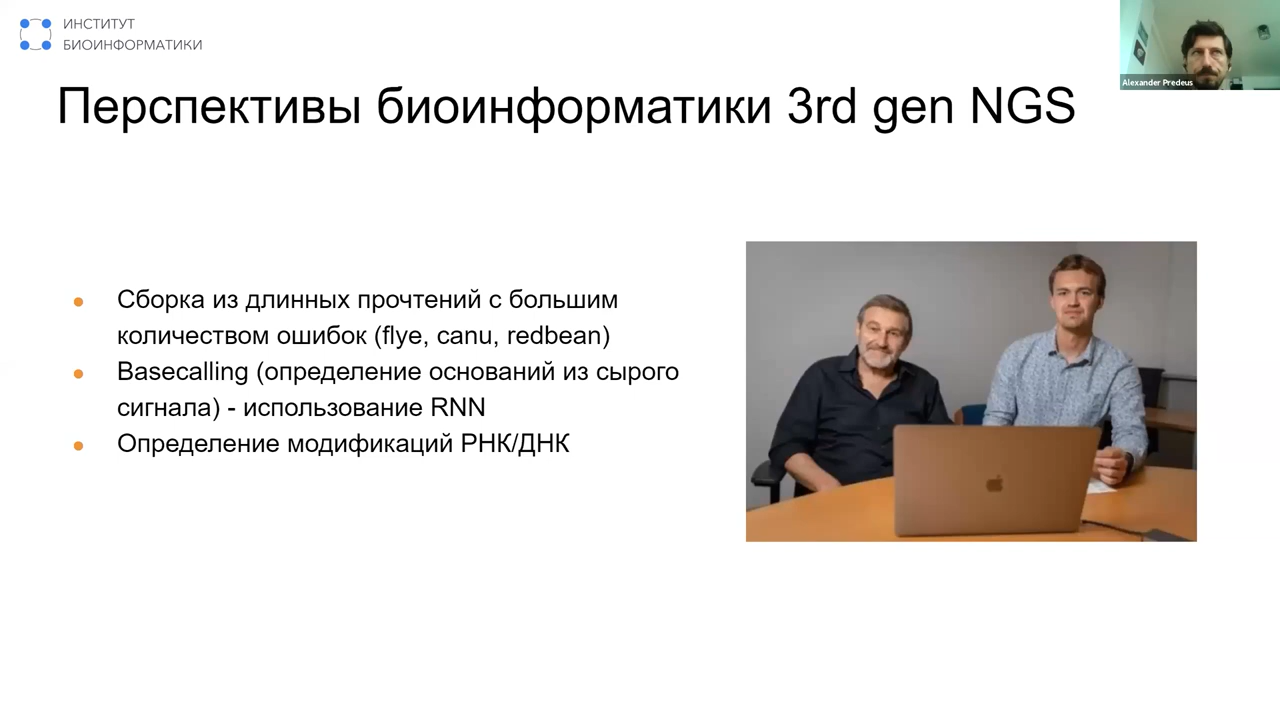 ИНСТИТУТ
БИОИНФОРМАТИКИ
Alexander Predeus
Перспективы биоинформатики 3rd gen NGS
● Сборка из длинных прочтений с большим
количеством ошибок (flye, canu, redbean)
● Basecalling (определение оснований из сырого
сигнала) - использование RNN
● Определение модификаций РНК/ДНК